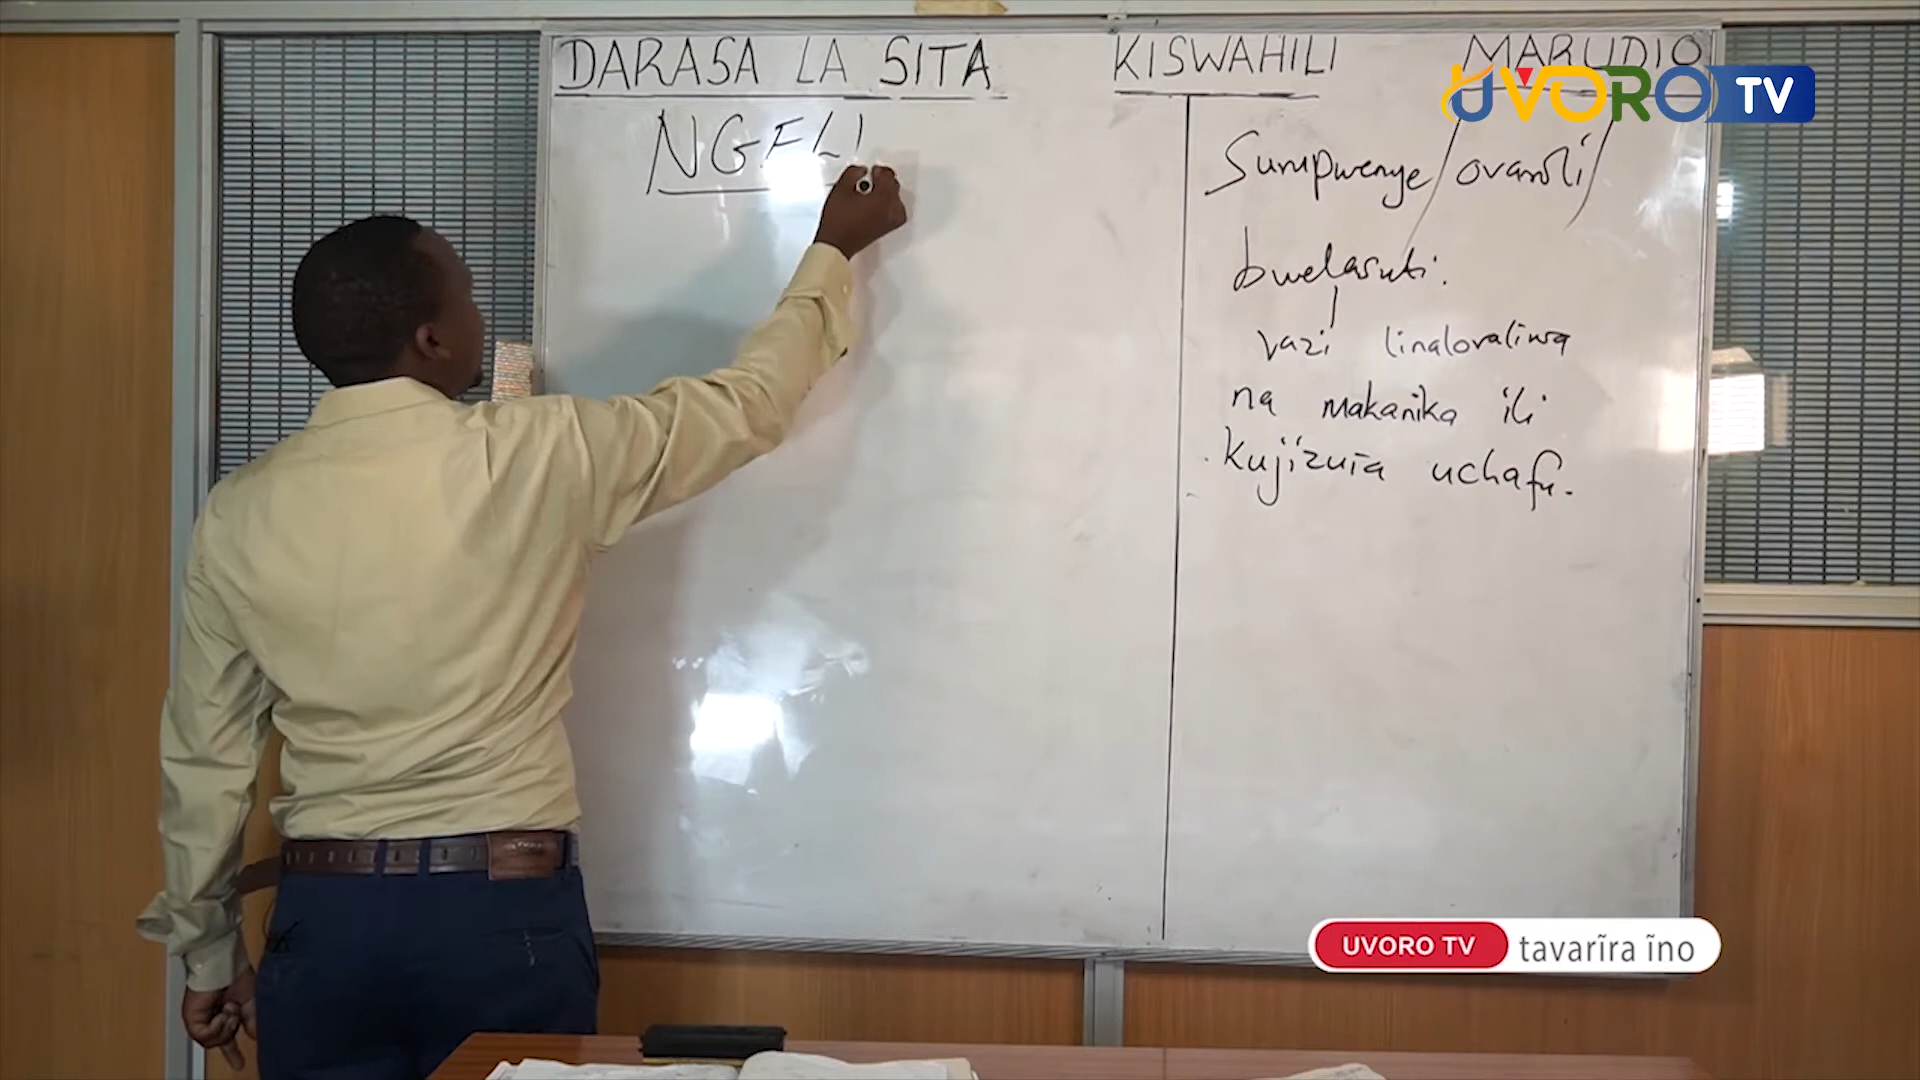 DARASA LA SITA KISWAHILI MARUDIO
UVORO TV
NGELI
Surupwenye/ovaroli/
bwelasuti.
vazi linalovaliwa
na makanika ili
kujizuia uchafu.
UVORO TV tavarĩra ĩno